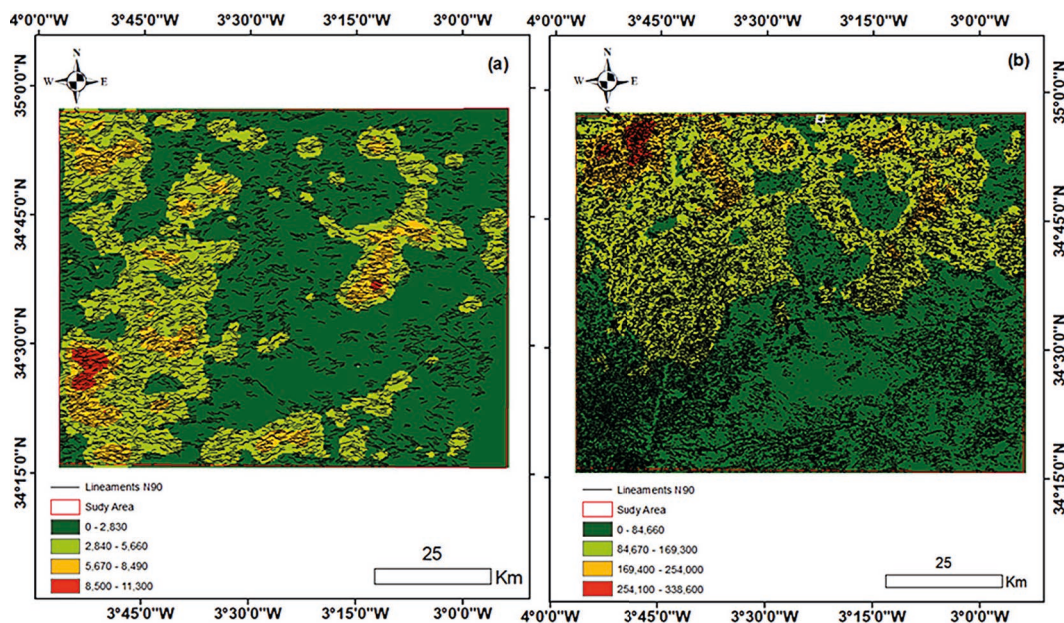 4°0'0"W 3°45'0"W 3°30'0"W 3°15'0"W 3°0'0"W
(a)
N
W E
S
35°0'0"N
34°45'0"N
34°30'0"N
34°15'0"N
Lineaments N90
Sudy Area
0 - 2,830
2,840 - 5,660
5,670 - 8,490
8,500 - 11,300
25
Km
3°45'0"W 3°30'0"W 3°15'0"W 3°0'0"W
4°0'0"W 3°45'0"W 3°30'0"W 3°15'0"W 3°0'0"W
(b)
N
W E
S
35°0'0"N
34°45'0"N
34°30'0"N
34°15'0"N
Lineaments N90
Sudy Area
0 - 84,660
84,670 - 169,300
169,400 - 254,000
254,100 - 338,600
25
Km
4°0'0"W 3°45'0"W 3°30'0"W 3°15'0"W 3°0'0"W